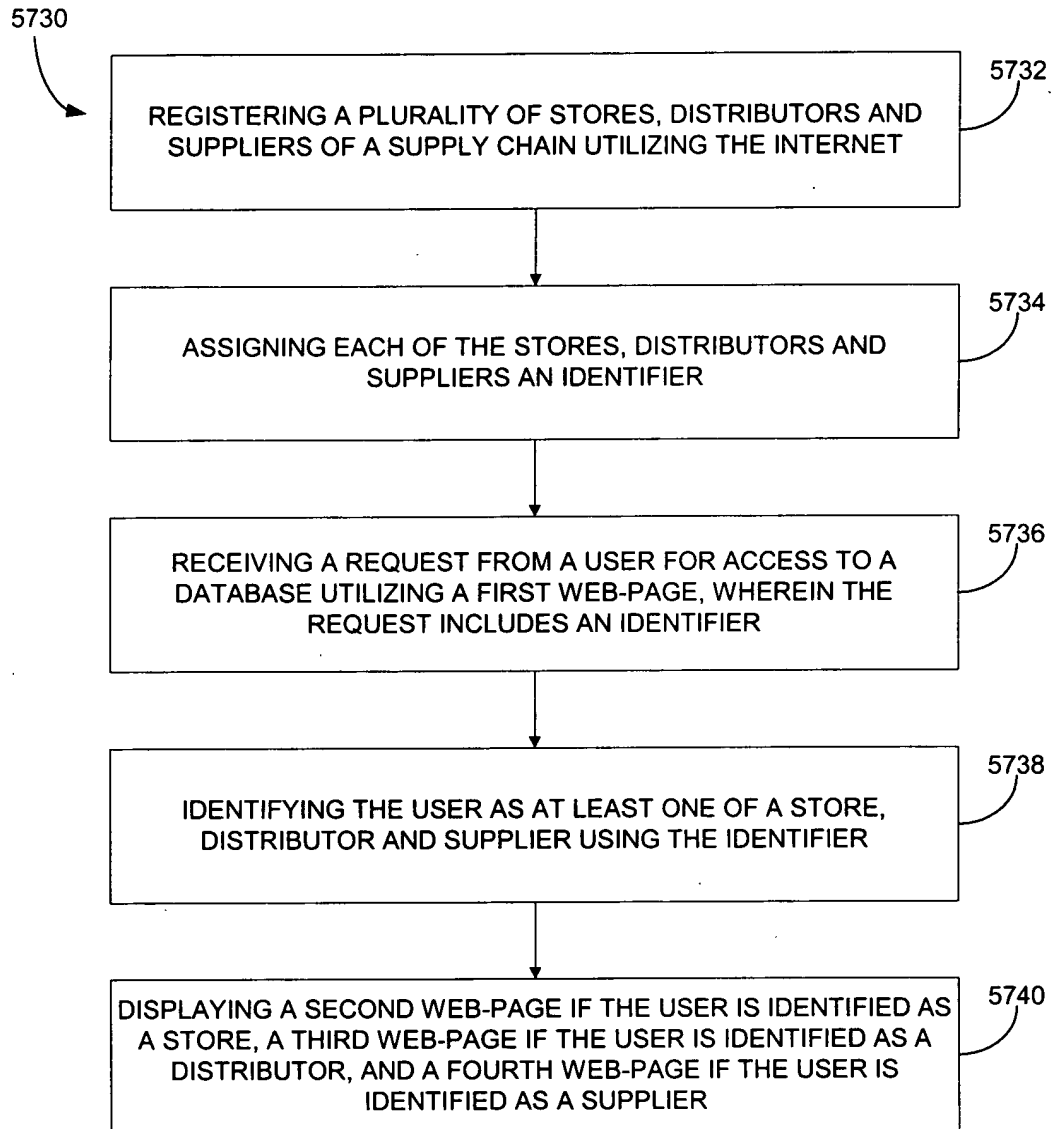 5730
5732
REGISTERING A PLURALITY OF STORES, DISTRIBUTORS AND
SUPPLIERS OF A SUPPLY CHAIN UTILIZING THE INTERNET
5734
ASSIGNING EACH OF THE STORES, DISTRIBUTORS AND
SUPPLIERS AN IDENTIFIER
5736
RECEIVING A REQUEST FROM A USER FOR ACCESS TO A
DATABASE UTILIZING A FIRST WEB-PAGE, WHEREIN THE
REQUEST INCLUDES AN IDENTIFIER
5738
IDENTIFYING THE USER AS AT LEAST ONE OF A STORE,
DISTRIBUTOR AND SUPPLIER USING THE IDENTIFIER
5740
DISPLAYING A SECOND WEB-PAGE IF THE USER IS IDENTIFIED AS
A STORE, A THIRD WEB-PAGE IF THE USER IS IDENTIFIED AS A
DISTRIBUTOR, AND A FOURTH WEB-PAGE IF THE USER IS
IDENTIFIED AS A SUPPLIER